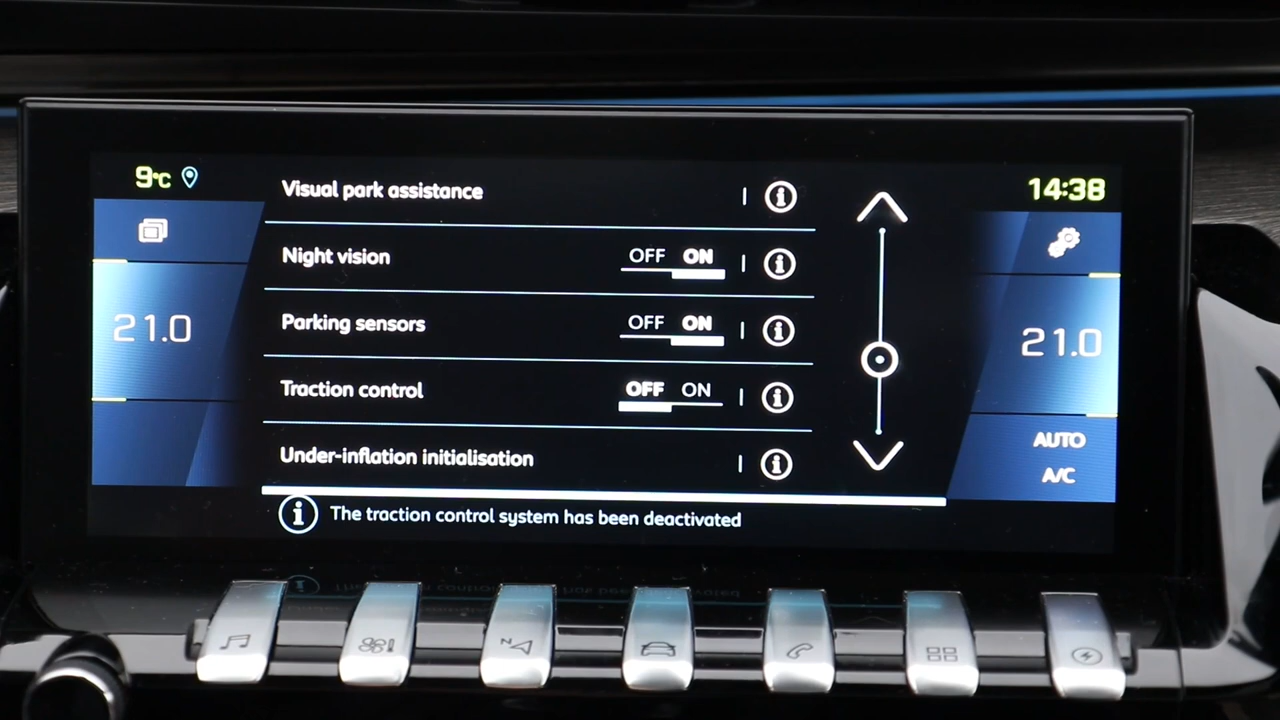 9°C
14:38
Visual park assistance
Night vision OFF ON
21.0
Parking sensors OFF ON
21.0
Traction control OFF ON
AUTO
Under-inflation initialisation
A/C
The traction control system has been deactivated
N